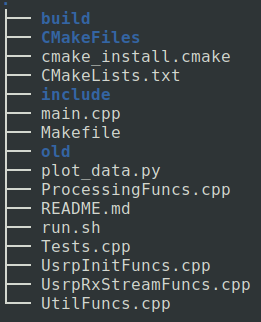 .
├── build
├── CMakeFiles
├── cmake_install.cmake
├── CMakeLists.txt
├── include
├── main.cpp
├── Makefile
├── old
├── plot_data.py
├── ProcessingFuncs.cpp
├── README.md
├── run.sh
├── Tests.cpp
├── UsrpInitFuncs.cpp
├── UsrpRxStreamFuncs.cpp
└── UtilFuncs.cpp